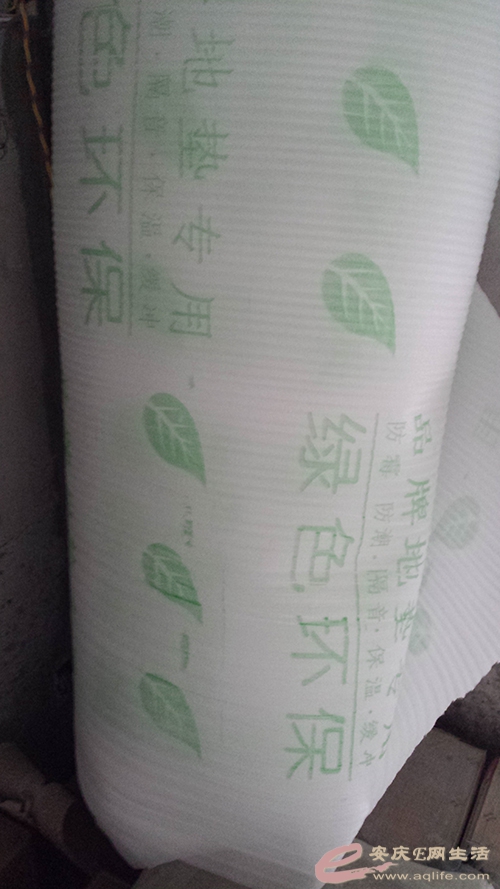 地垫专用
潮·隔音·保温·缓冲
色环保
品牌地垫
防霉 防潮·隔音·保温·缓冲
绿色环保
安庆E网生活
www.aqlife.com